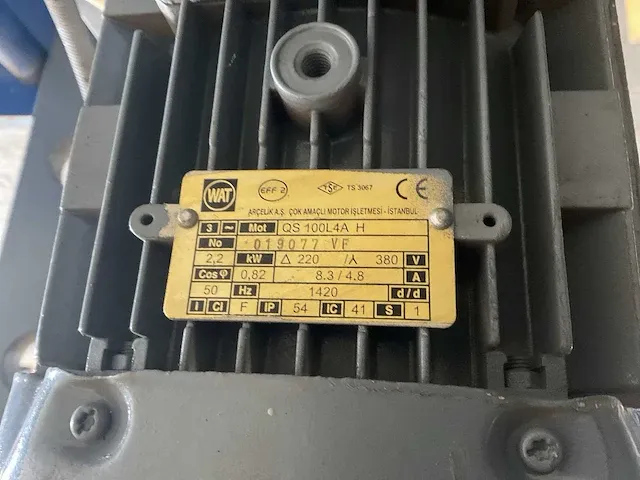 WAT EFF 2 TSE TS 3067 CE
ARÇELİK A.Ş. ÇOK AMAÇLI MOTOR İŞLETMESİ - İSTANBUL
3 ~ Mot QS 100L4A H
No 019077 VF
2,2 kW Δ 220 /⅄ 380 V
Cos φ 0,82 8.3 / 4.8 A
50 Hz 1420 d/d
I Cl F IP 54 IC 41 S 1